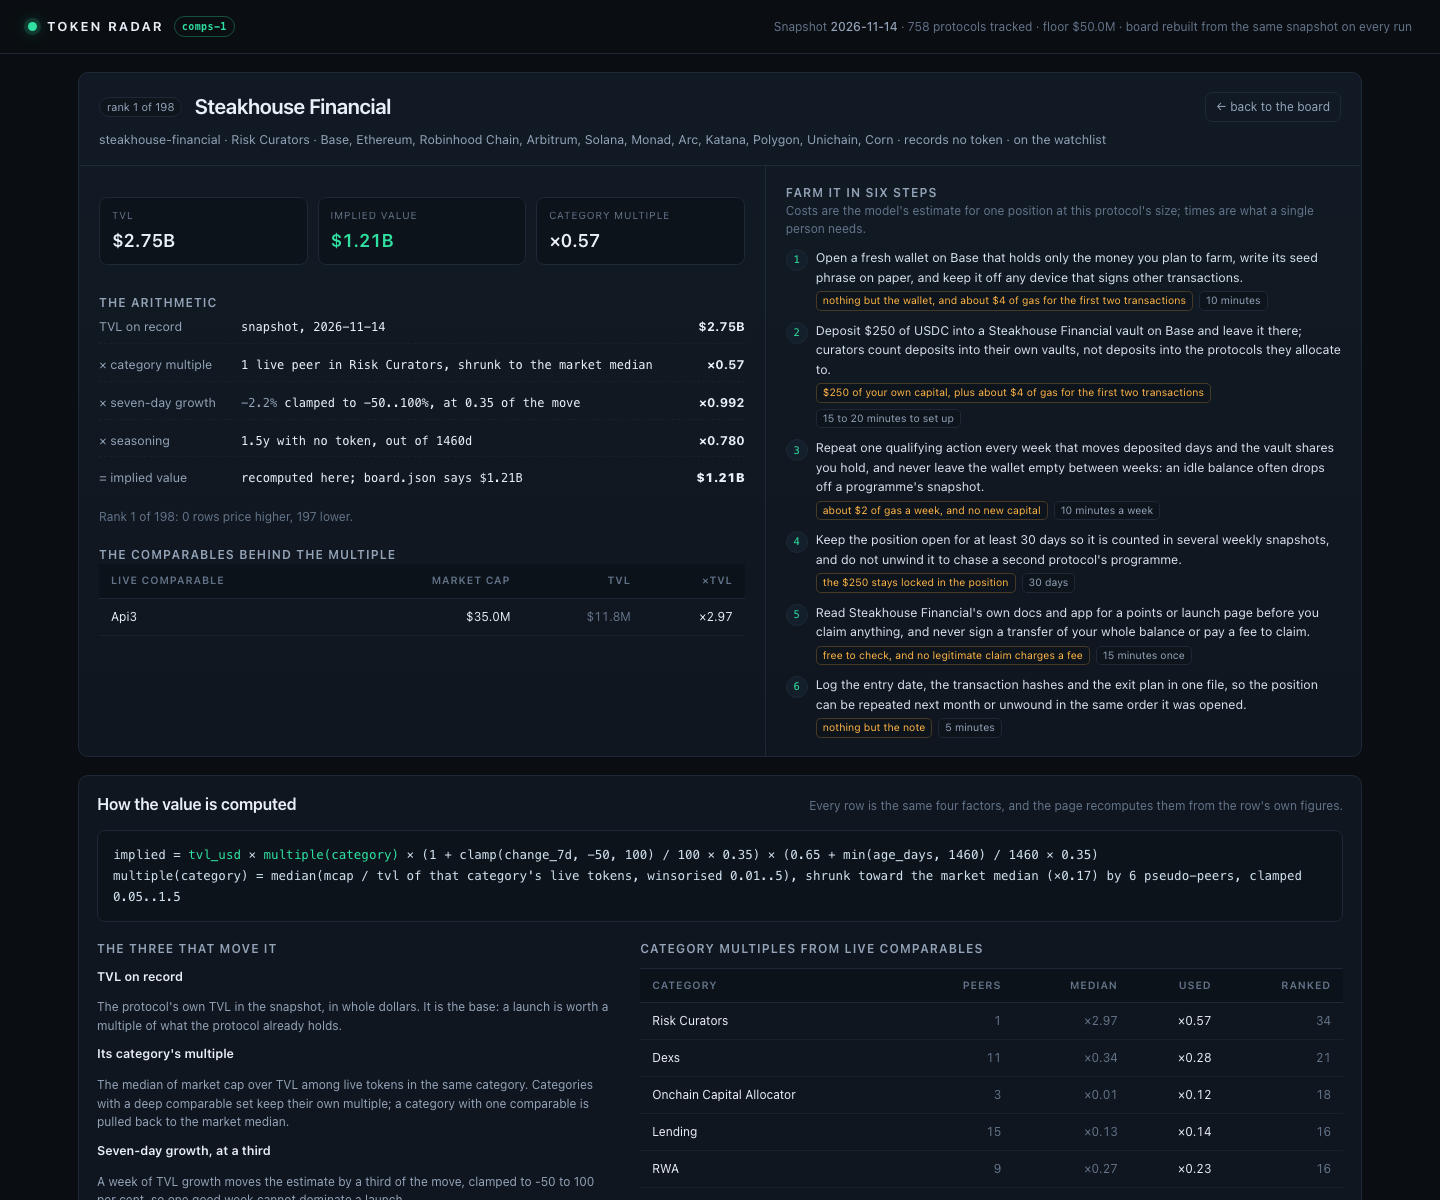 TOKEN RADAR comps-1
Snapshot 2026-11-14 · 758 protocols tracked · floor $50.0M · board rebuilt from the same snapshot on every run
rank 1 of 198 Steakhouse Financial
← back to the board
steakhouse-financial · Risk Curators · Base, Ethereum, Robinhood Chain, Arbitrum, Solana, Monad, Arc, Katana, Polygon, Unichain, Corn · records no token · on the watchlist
TVL
$2.75B
IMPLIED VALUE
$1.21B
CATEGORY MULTIPLE
×0.57
THE ARITHMETIC
TVL on record snapshot, 2026-11-14 $2.75B
× category multiple 1 live peer in Risk Curators, shrunk to the market median ×0.57
× seven-day growth -2.2% clamped to -50..100%, at 0.35 of the move ×0.992
× seasoning 1.5y with no token, out of 1460d ×0.780
= implied value recomputed here; board.json says $1.21B $1.21B
Rank 1 of 198: 0 rows price higher, 197 lower.
THE COMPARABLES BEHIND THE MULTIPLE
LIVE COMPARABLE MARKET CAP TVL ×TVL
Api3 $35.0M $11.8M ×2.97
FARM IT IN SIX STEPS
Costs are the model's estimate for one position at this protocol's size; times are what a single
person needs.
1 Open a fresh wallet on Base that holds only the money you plan to farm, write its seed
phrase on paper, and keep it off any device that signs other transactions.
nothing but the wallet, and about $4 of gas for the first two transactions 10 minutes
2 Deposit $250 of USDC into a Steakhouse Financial vault on Base and leave it there;
curators count deposits into their own vaults, not deposits into the protocols they allocate
to.
$250 of your own capital, plus about $4 of gas for the first two transactions
15 to 20 minutes to set up
3 Repeat one qualifying action every week that moves deposited days and the vault shares
you hold, and never leave the wallet empty between weeks: an idle balance often drops
off a programme's snapshot.
about $2 of gas a week, and no new capital 10 minutes a week
4 Keep the position open for at least 30 days so it is counted in several weekly snapshots,
and do not unwind it to chase a second protocol's programme.
the $250 stays locked in the position 30 days
5 Read Steakhouse Financial's own docs and app for a points or launch page before you
claim anything, and never sign a transfer of your whole balance or pay a fee to claim.
free to check, and no legitimate claim charges a fee 15 minutes once
6 Log the entry date, the transaction hashes and the exit plan in one file, so the position
can be repeated next month or unwound in the same order it was opened.
nothing but the note 5 minutes
How the value is computed
Every row is the same four factors, and the page recomputes them from the row's own figures.
implied = tvl_usd × multiple(category) × (1 + clamp(change_7d, -50, 100) / 100 × 0.35) × (0.65 + min(age_days, 1460) / 1460 × 0.35)
multiple(category) = median(mcap / tvl of that category's live tokens, winsorised 0.01..5), shrunk toward the market median (×0.17) by 6 pseudo-peers, clamped
0.05..1.5
THE THREE THAT MOVE IT
TVL on record
The protocol's own TVL in the snapshot, in whole dollars. It is the base: a launch is worth a
multiple of what the protocol already holds.
Its category's multiple
The median of market cap over TVL among live tokens in the same category. Categories
with a deep comparable set keep their own multiple; a category with one comparable is
pulled back to the market median.
Seven-day growth, at a third
A week of TVL growth moves the estimate by a third of the move, clamped to -50 to 100
per cent, so one good week cannot dominate a launch.
CATEGORY MULTIPLES FROM LIVE COMPARABLES
CATEGORY PEERS MEDIAN USED RANKED
Risk Curators 1 ×2.97 ×0.57 34
Dexs 11 ×0.34 ×0.28 21
Onchain Capital Allocator 3 ×0.01 ×0.12 18
Lending 15 ×0.13 ×0.14 16
RWA 9 ×0.27 ×0.23 16